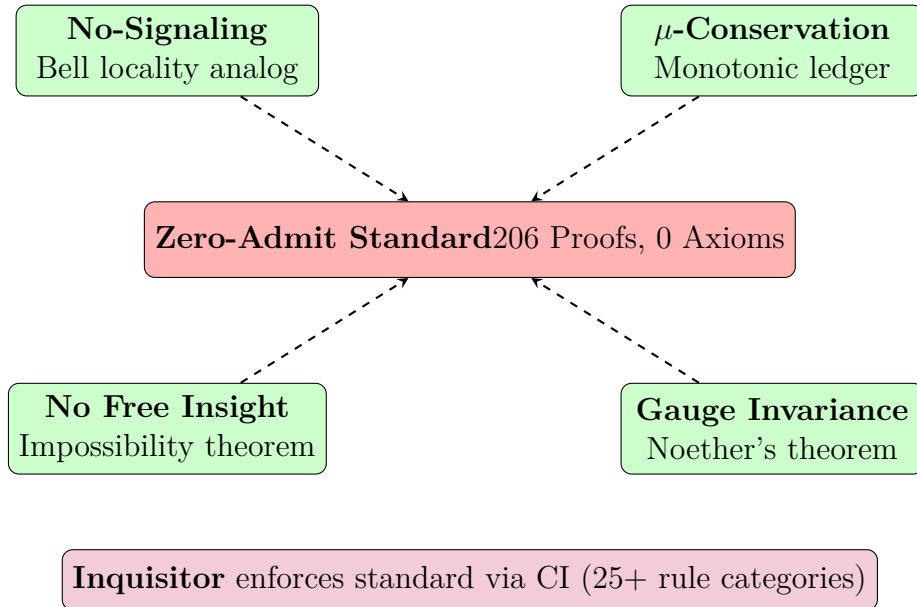 No-Signaling
Bell locality analog
μ-Conservation
Monotonic ledger
Zero-Admit Standard206 Proofs, 0 Axioms
No Free Insight
Impossibility theorem
Gauge Invariance
Noether's theorem
Inquisitor enforces standard via CI (25+ rule categories)